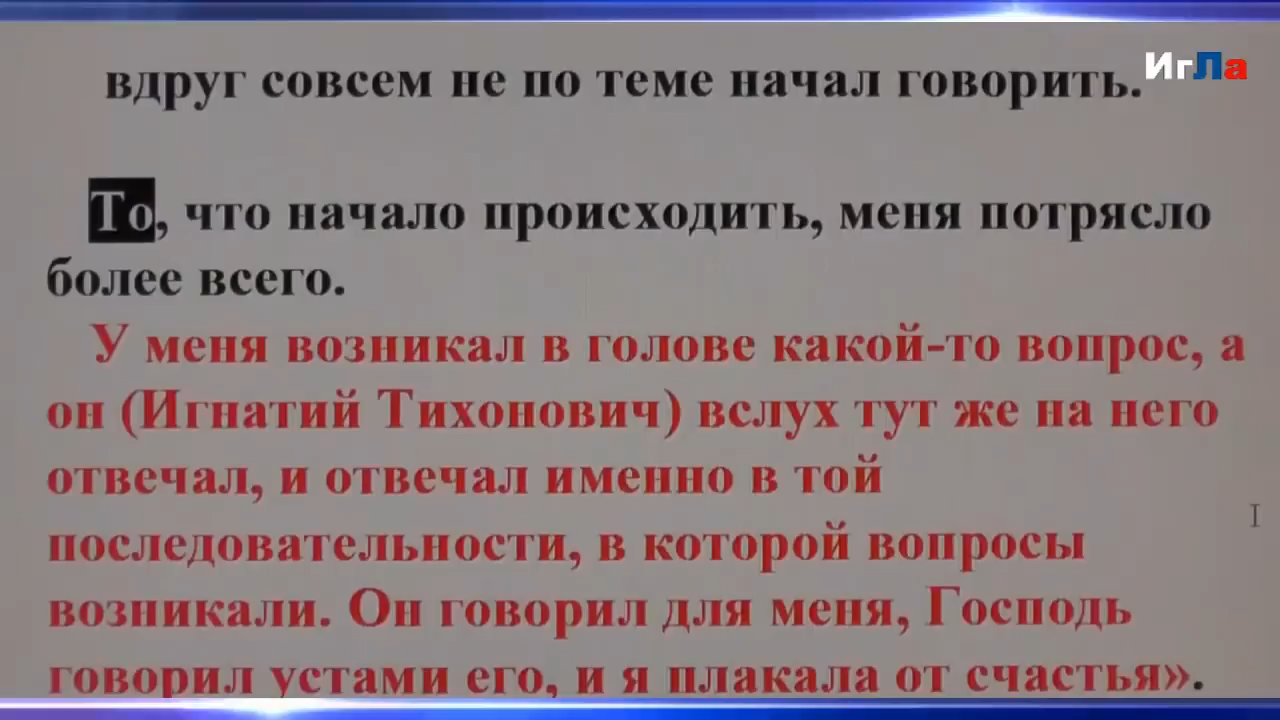 вдруг совсем не по теме начал говорить.
ИгЛа
То, что начало происходить, меня потрясло
более всего.
У меня возникал в голове какой-то вопрос, а
он (Игнатий Тихонович) вслух тут же на него
отвечал, и отвечал именно в той
последовательности, в которой вопросы
возникали. Он говорил для меня, Господь
говорил устами его, и я плакала от счастья».